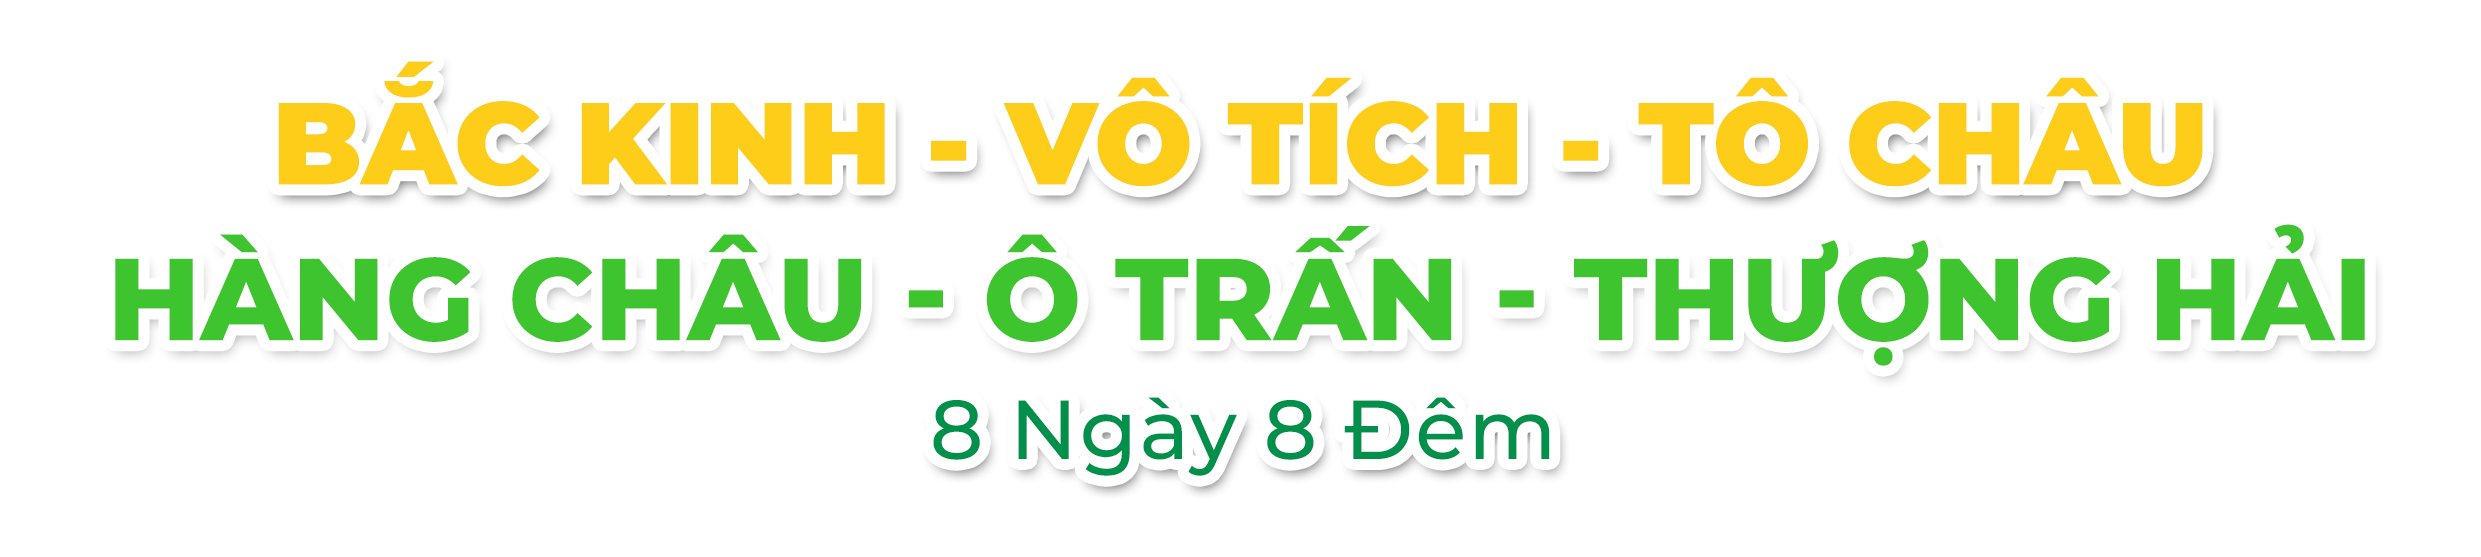 BẮC KINH - VÔ TÍCH - TÔ CHÂU
HÀNG CHÂU - Ô TRẤN - THƯỢNG HẢI
8 Ngày 8 Đêm